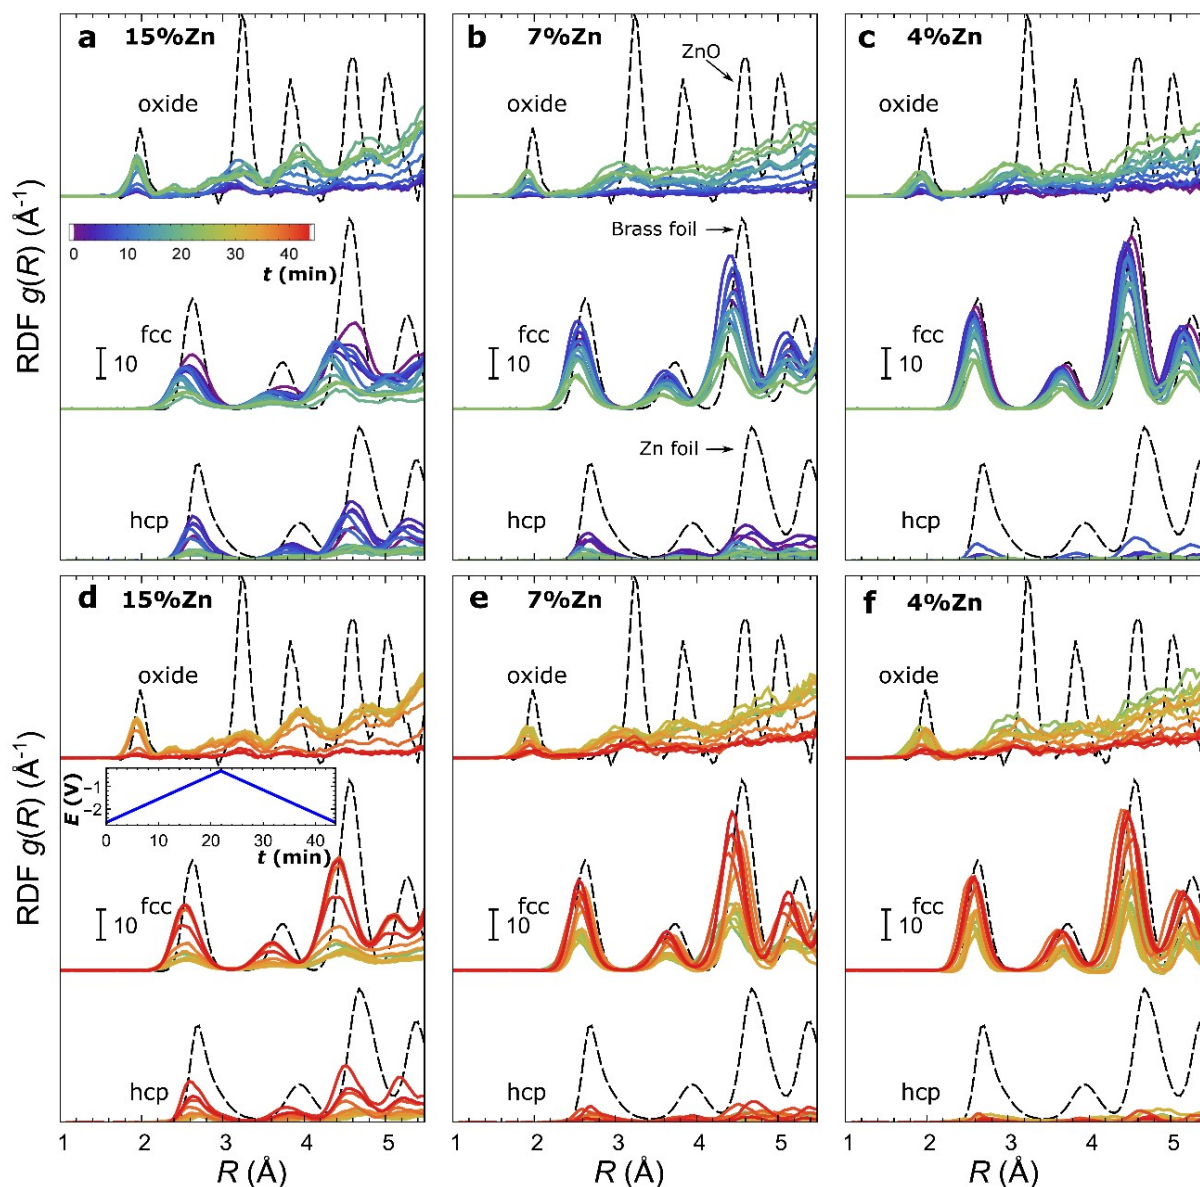 a 15%Zn
b 7%Zn
c 4%Zn
ZnO
oxide
oxide
oxide
RDF g(R) (Å⁻¹)
0 10 20 30 40
t (min)
Brass foil
fcc
fcc
fcc
10
10
10
Zn foil
hcp
hcp
hcp
d 15%Zn
e 7%Zn
f 4%Zn
oxide
oxide
oxide
RDF g(R) (Å⁻¹)
E (V)
−1
−2
0 10 20 30 40
t (min)
fcc
fcc
fcc
10
10
10
hcp
hcp
hcp
1 2 3 4 5
1 2 3 4 5
1 2 3 4 5
R (Å)
R (Å)
R (Å)